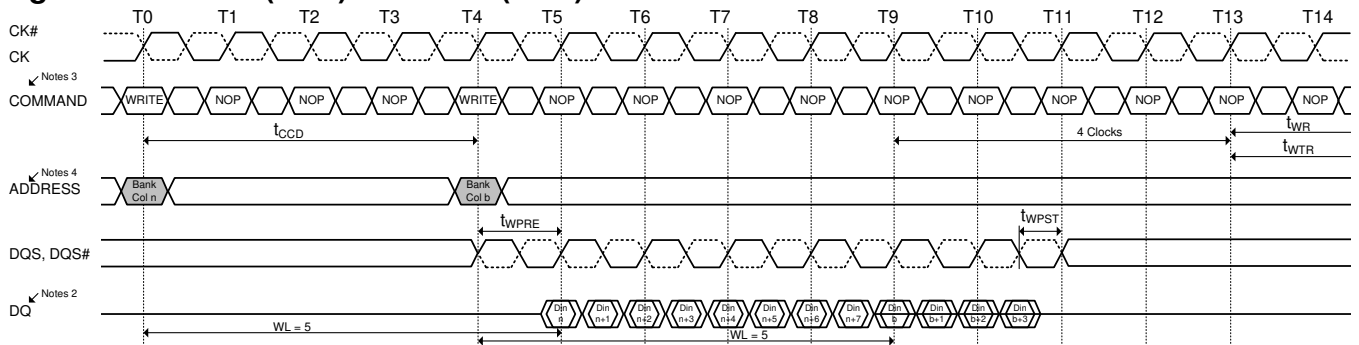 T0 T1 T2 T3 T4 T5 T6 T7 T8 T9 T10 T11 T12 T13 T14
CK#
CK
Notes 3
COMMAND WRITE NOP NOP NOP WRITE NOP NOP NOP NOP NOP NOP NOP NOP NOP NOP
tCCD 4 Clocks tWR
tWTR
Notes 4
ADDRESS Bank Col n Bank Col b
tWPRE tWPST
DQS, DQS#
Notes 2
DQ Din n Din n+1 Din n+2 Din n+3 Din n+4 Din n+5 Din n+6 Din n+7 Din b Din b+1 Din b+2 Din b+3
WL = 5 WL = 5